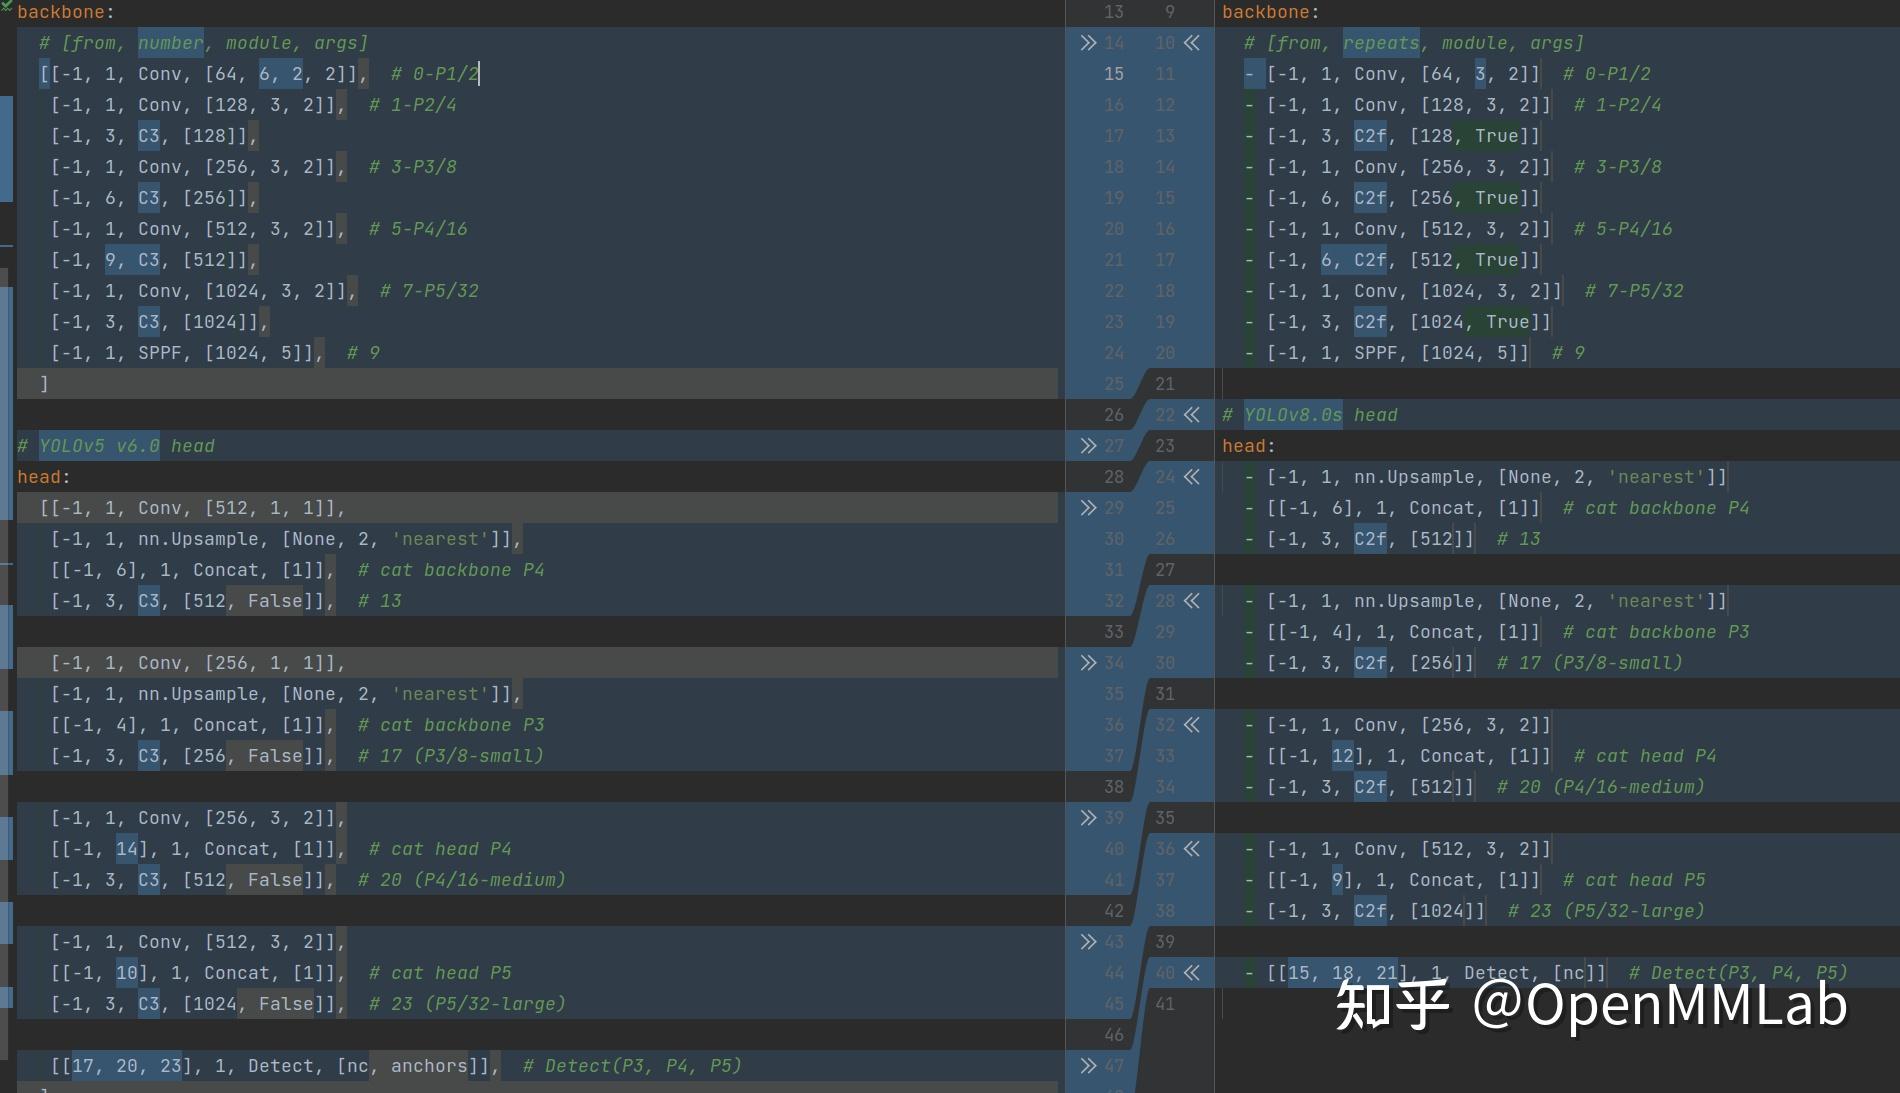 backbone:
# [from, number, module, args]
[[-1, 1, Conv, [64, 6, 2, 2]],  # 0-P1/2
[-1, 1, Conv, [128, 3, 2]],  # 1-P2/4
[-1, 3, C3, [128]],
[-1, 1, Conv, [256, 3, 2]],  # 3-P3/8
[-1, 6, C3, [256]],
[-1, 1, Conv, [512, 3, 2]],  # 5-P4/16
[-1, 9, C3, [512]],
[-1, 1, Conv, [1024, 3, 2]],  # 7-P5/32
[-1, 3, C3, [1024]],
[-1, 1, SPPF, [1024, 5]],  # 9
]
# YOLOv5 v6.0 head
head:
[[-1, 1, Conv, [512, 1, 1]],
[-1, 1, nn.Upsample, [None, 2, 'nearest']],
[[-1, 6], 1, Concat, [1]],  # cat backbone P4
[-1, 3, C3, [512, False]],  # 13
[-1, 1, Conv, [256, 1, 1]],
[-1, 1, nn.Upsample, [None, 2, 'nearest']],
[[-1, 4], 1, Concat, [1]],  # cat backbone P3
[-1, 3, C3, [256, False]],  # 17 (P3/8-small)
[-1, 1, Conv, [256, 3, 2]],
[[-1, 14], 1, Concat, [1]],  # cat head P4
[-1, 3, C3, [512, False]],  # 20 (P4/16-medium)
[-1, 1, Conv, [512, 3, 2]],
[[-1, 10], 1, Concat, [1]],  # cat head P5
[-1, 3, C3, [1024, False]],  # 23 (P5/32-large)
[[17, 20, 23], 1, Detect, [nc, anchors]],  # Detect(P3, P4, P5)
13 9
14 10
15 11
16 12
17 13
18 14
19 15
20 16
21 17
22 18
23 19
24 20
25 21
26 22
27 23
28 24
29 25
30 26
31 27
32 28
33 29
34 30
35 31
36 32
37 33
38 34
39 35
40 36
41 37
42 38
43 39
44 40
45 41
46
47
backbone:
# [from, repeats, module, args]
- [-1, 1, Conv, [64, 3, 2]]  # 0-P1/2
- [-1, 1, Conv, [128, 3, 2]]  # 1-P2/4
- [-1, 3, C2f, [128, True]]
- [-1, 1, Conv, [256, 3, 2]]  # 3-P3/8
- [-1, 6, C2f, [256, True]]
- [-1, 1, Conv, [512, 3, 2]]  # 5-P4/16
- [-1, 6, C2f, [512, True]]
- [-1, 1, Conv, [1024, 3, 2]]  # 7-P5/32
- [-1, 3, C2f, [1024, True]]
- [-1, 1, SPPF, [1024, 5]]  # 9
# YOLOv8.0s head
head:
- [-1, 1, nn.Upsample, [None, 2, 'nearest']]
- [[-1, 6], 1, Concat, [1]]  # cat backbone P4
- [-1, 3, C2f, [512]]  # 13
- [-1, 1, nn.Upsample, [None, 2, 'nearest']]
- [[-1, 4], 1, Concat, [1]]  # cat backbone P3
- [-1, 3, C2f, [256]]  # 17 (P3/8-small)
- [-1, 1, Conv, [256, 3, 2]]
- [[-1, 12], 1, Concat, [1]]  # cat head P4
- [-1, 3, C2f, [512]]  # 20 (P4/16-medium)
- [-1, 1, Conv, [512, 3, 2]]
- [[-1, 9], 1, Concat, [1]]  # cat head P5
- [-1, 3, C2f, [1024]]  # 23 (P5/32-large)
- [[15, 18, 21], 1, Detect, [nc]]  # Detect(P3, P4, P5)
知乎 @OpenMMLab